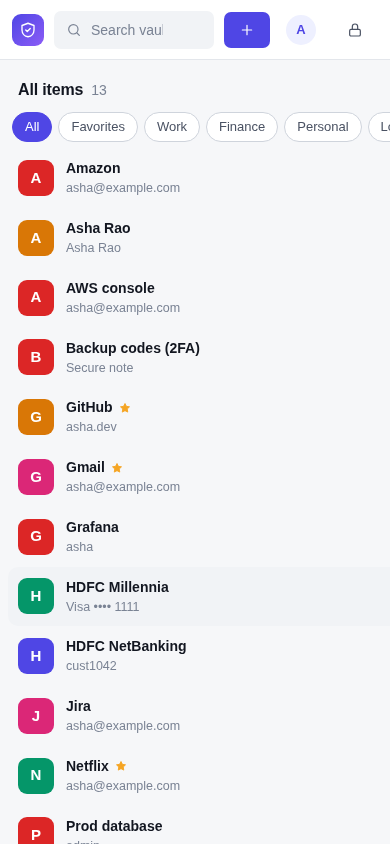 Search vaul
A
All items 13
All Favorites Work Finance Personal
A Amazon
asha@example.com
A Asha Rao
Asha Rao
A AWS console
asha@example.com
B Backup codes (2FA)
Secure note
G GitHub
asha.dev
G Gmail
asha@example.com
G Grafana
asha
H HDFC Millennia
Visa •••• 1111
H HDFC NetBanking
cust1042
J Jira
asha@example.com
N Netflix
asha@example.com
P Prod database
admin